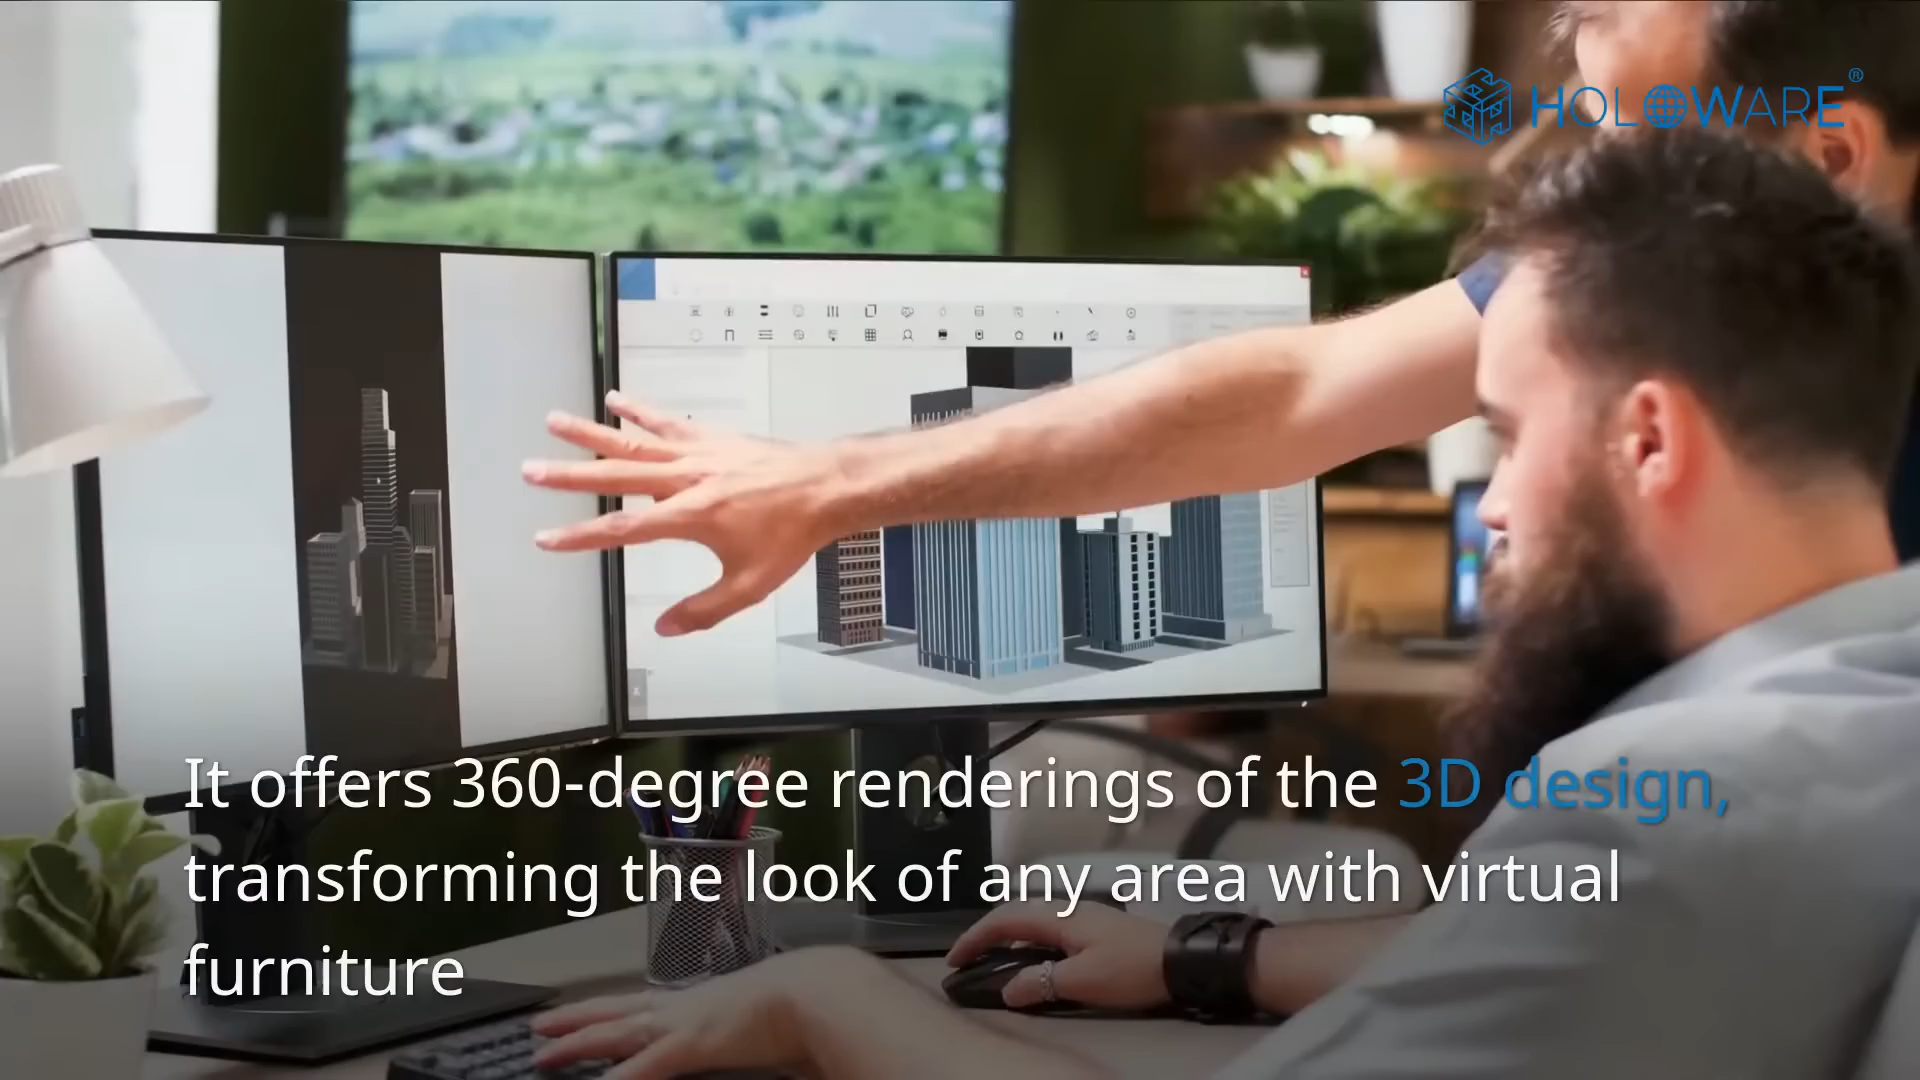 HOLOWARE®
It offers 360-degree renderings of the 3D design,
transforming the look of any area with virtual
furniture